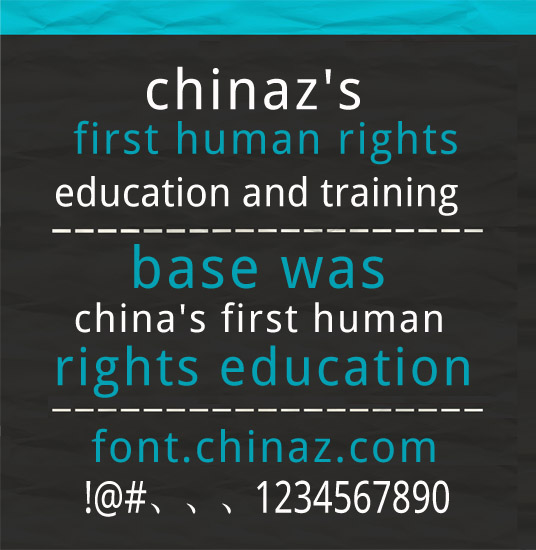 chinaz's
first human rights
education and training
base was
china's first human
rights education
font.chinaz.com
!@#、、、1234567890